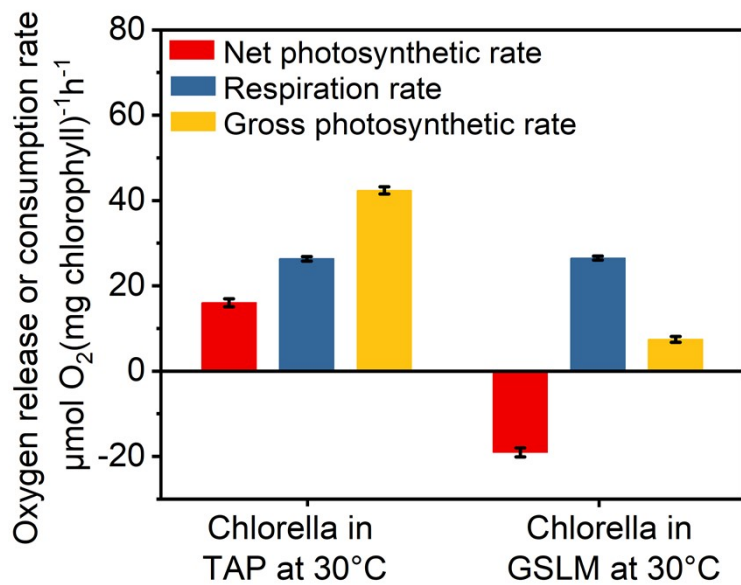 Oxygen release or consumption rate
μmol O₂(mg chlorophyll)⁻¹h⁻¹
80
60
40
20
0
-20
Net photosynthetic rate
Respiration rate
Gross photosynthetic rate
Chlorella in
TAP at 30°C
Chlorella in
GSLM at 30°C